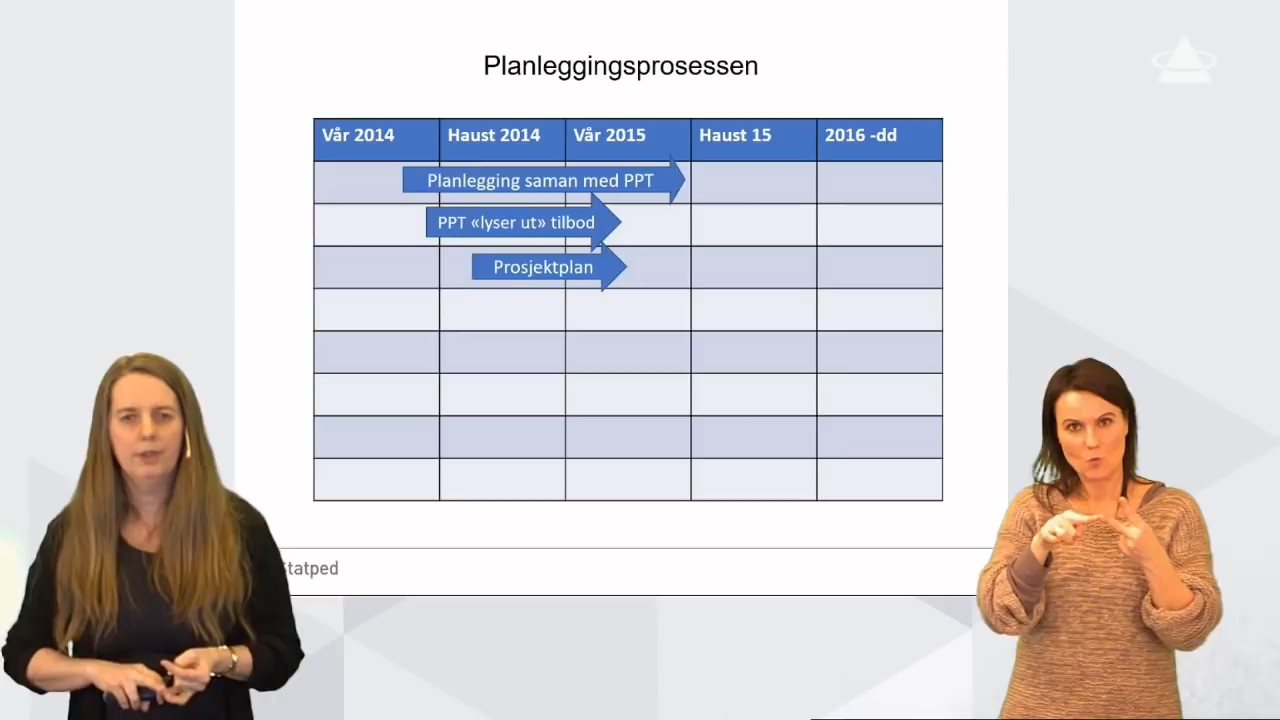 Planleggingsprosessen
Vår 2014 Haust 2014 Vår 2015 Haust 15 2016 -dd
Planlegging saman med PPT
PPT «lyser ut» tilbod
Prosjektplan
tatped